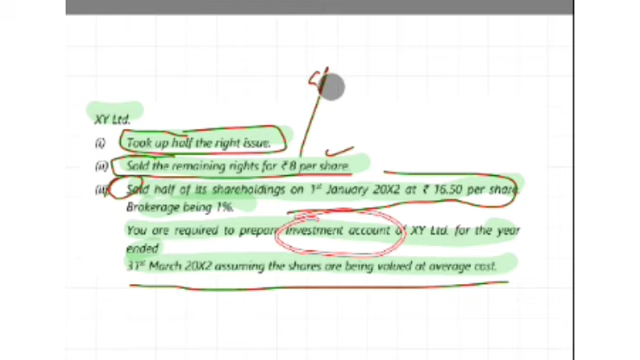 XY Ltd.
(i) Took up half the right issue.
(ii) Sold the remaining rights for ₹ 8 per share
(iii) Sold half of its shareholdings on 1st January 20X2 at ₹ 16.50 per share.
Brokerage being 1%.
You are required to prepare investment account of XY Ltd. for the year
ended
31st March 20X2 assuming the shares are being valued at average cost.